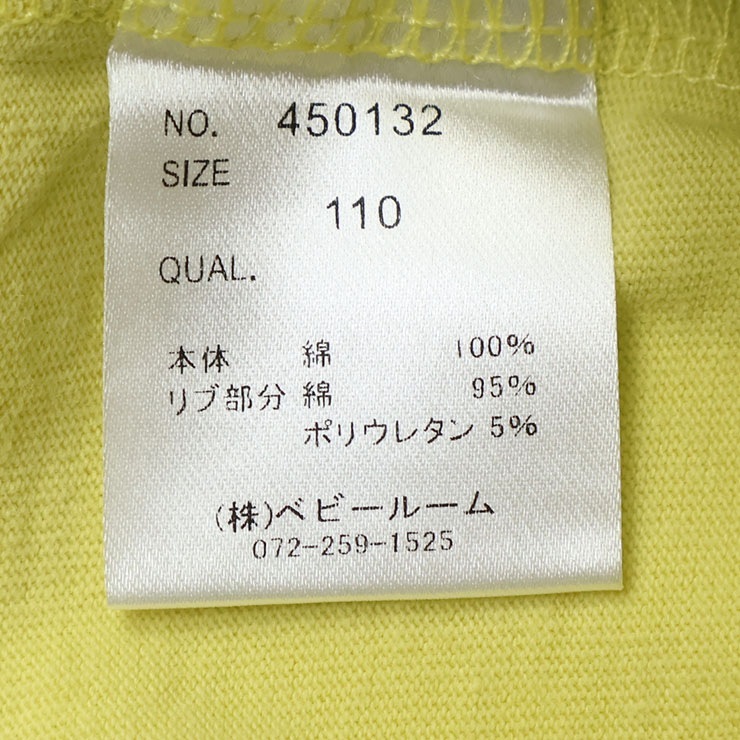 NO. 450132
SIZE
110
QUAL.
本体 綿 100%
リブ部分 綿 95%
ポリウレタン 5%
(株)ベビールーム
072-259-1525